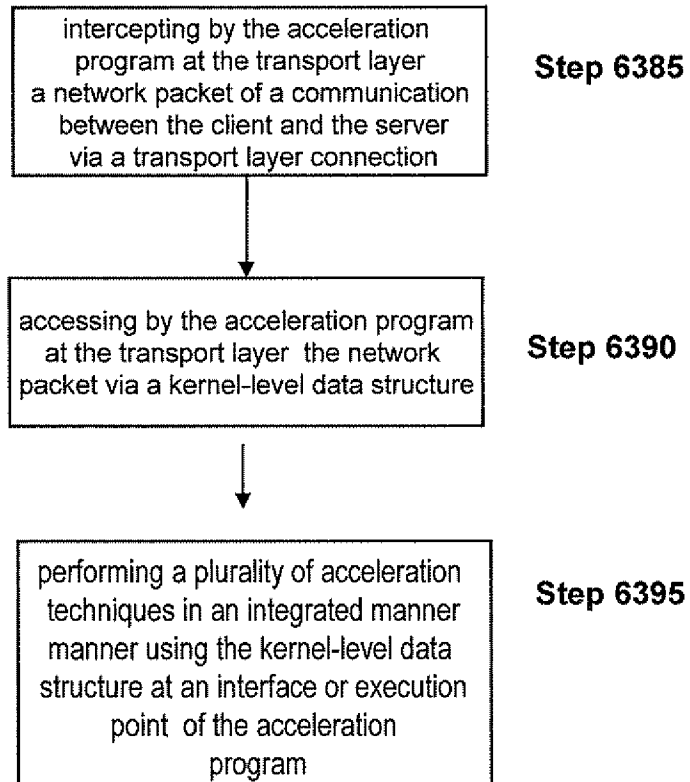 intercepting by the acceleration
program at the transport layer
a network packet of a communication
between the client and the server
via a transport layer connection
Step 6385
accessing by the acceleration program
at the transport layer the network
packet via a kernel-level data structure
Step 6390
performing a plurality of acceleration
techniques in an integrated manner
manner using the kernel-level data
structure at an interface or execution
point of the acceleration
program
Step 6395